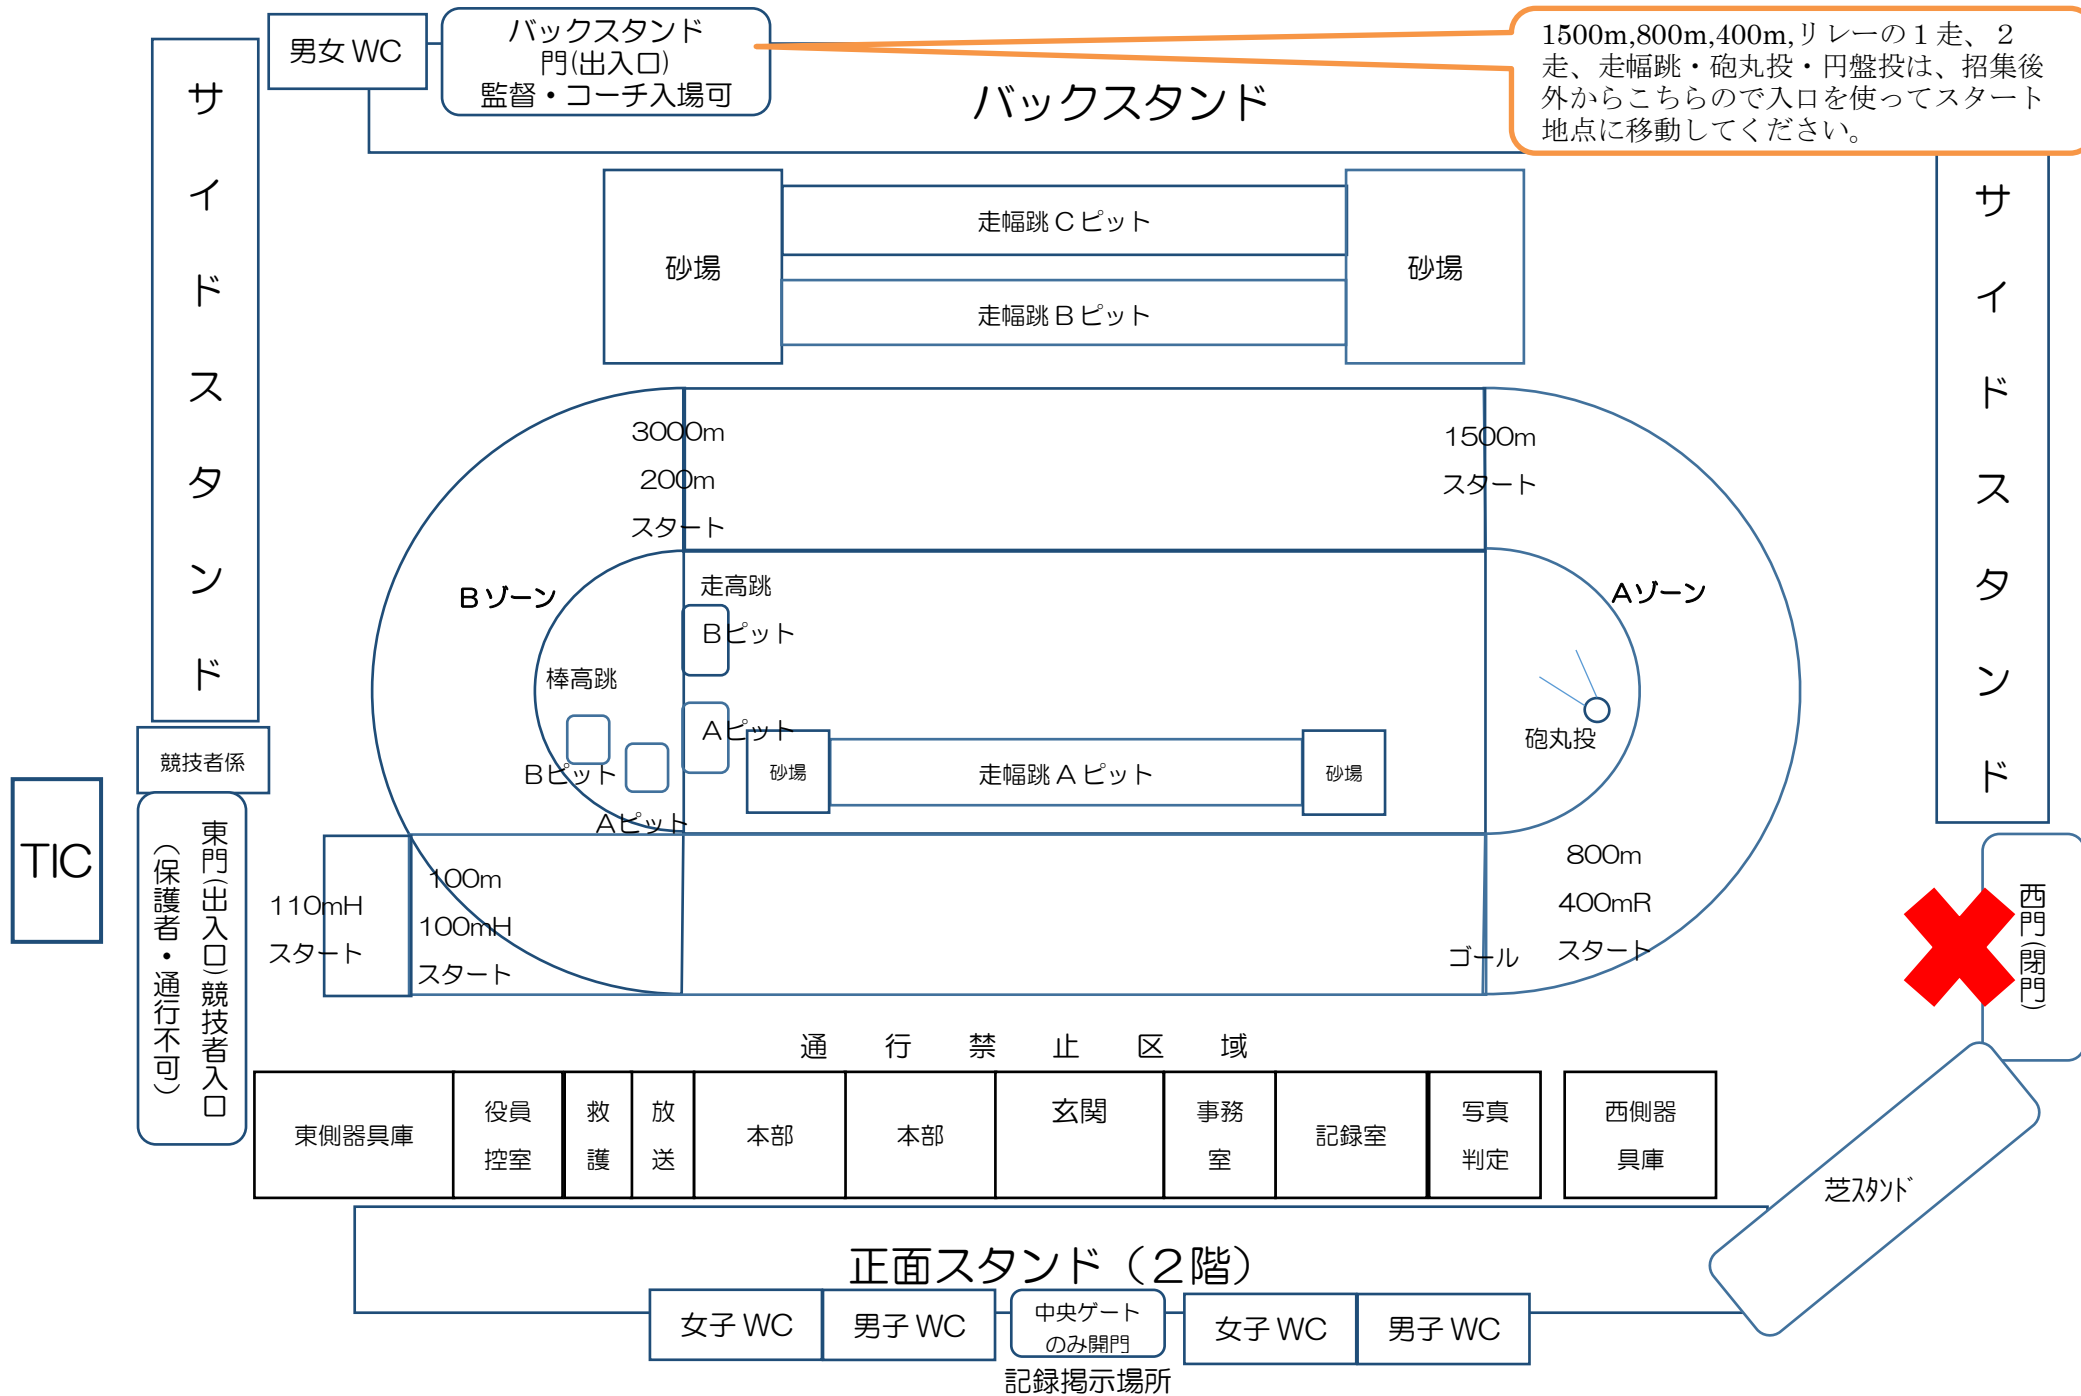 男女WC
バックスタンド
門(出入口)
監督・コーチ入場可
1500m,800m,400m,リレーの1走、2
走、走幅跳・砲丸投・円盤投は、招集後
外からこちらので入口を使ってスタート
地点に移動してください。
バックスタンド
サイドスタンド
サイドスタンド
走幅跳Cピット
砂場
砂場
走幅跳Bピット
3000m
200m
スタート
1500m
スタート
Bゾーン
走高跳
Bピット
Aゾーン
棒高跳
Aピット
砲丸投
Bピット
砂場
走幅跳Aピット
砂場
Aピット
競技者係
TIC
東門(出入口)競技者入口
(保護者・通行不可)
110mH
スタート
100m
100mH
スタート
800m
400mR
スタート
ゴール
西門(閉門)
通行禁止区域
東側器具庫
役員
控室
救
護
放
送
本部
本部
玄関
事務
室
記録室
写真
判定
西側器
具庫
芝スタンド
正面スタンド(2階)
女子WC
男子WC
中央ゲート
のみ開門
女子WC
男子WC
記録掲示場所